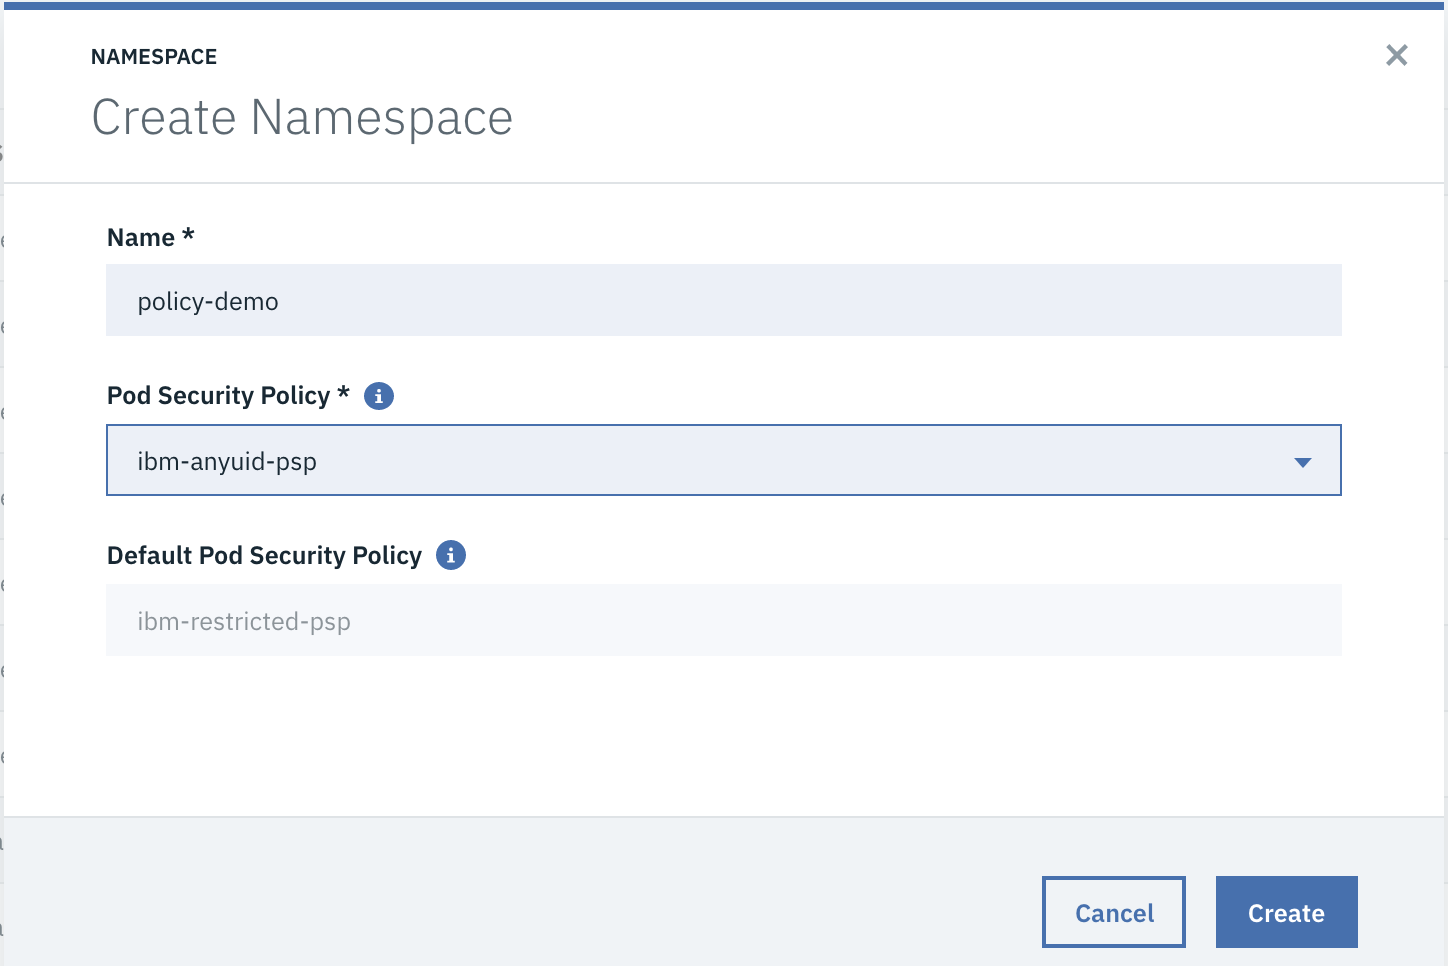 NAMESPACE
Create Namespace
Name *
policy-demo
Pod Security Policy *
ibm-anyuid-psp
Default Pod Security Policy
ibm-restricted-psp
Cancel
Create